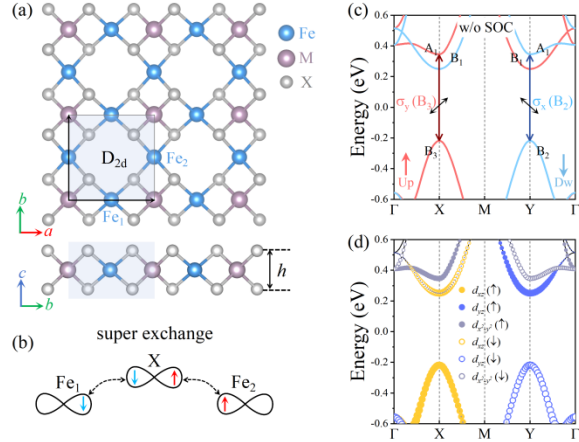 (a)
Fe
M
X
D2d
Fe2
Fe1
b
a
c
b
h
(b)
super exchange
X
Fe1
Fe2
(c)
w/o SOC
Energy (eV)
0.6
0.4
0.2
0.0
-0.2
-0.4
-0.6
A1
B1
B1
A1
σy(B3)
σx(B2)
B3
B2
Up
Dw
Γ X M Y Γ
(d)
Energy (eV)
0.6
0.4
0.2
0.0
-0.2
-0.4
-0.6
dxz(↑)
dyz(↑)
dx²-y²(↑)
dxz(↓)
dyz(↓)
dx²-y²(↓)
Γ X M Y Γ